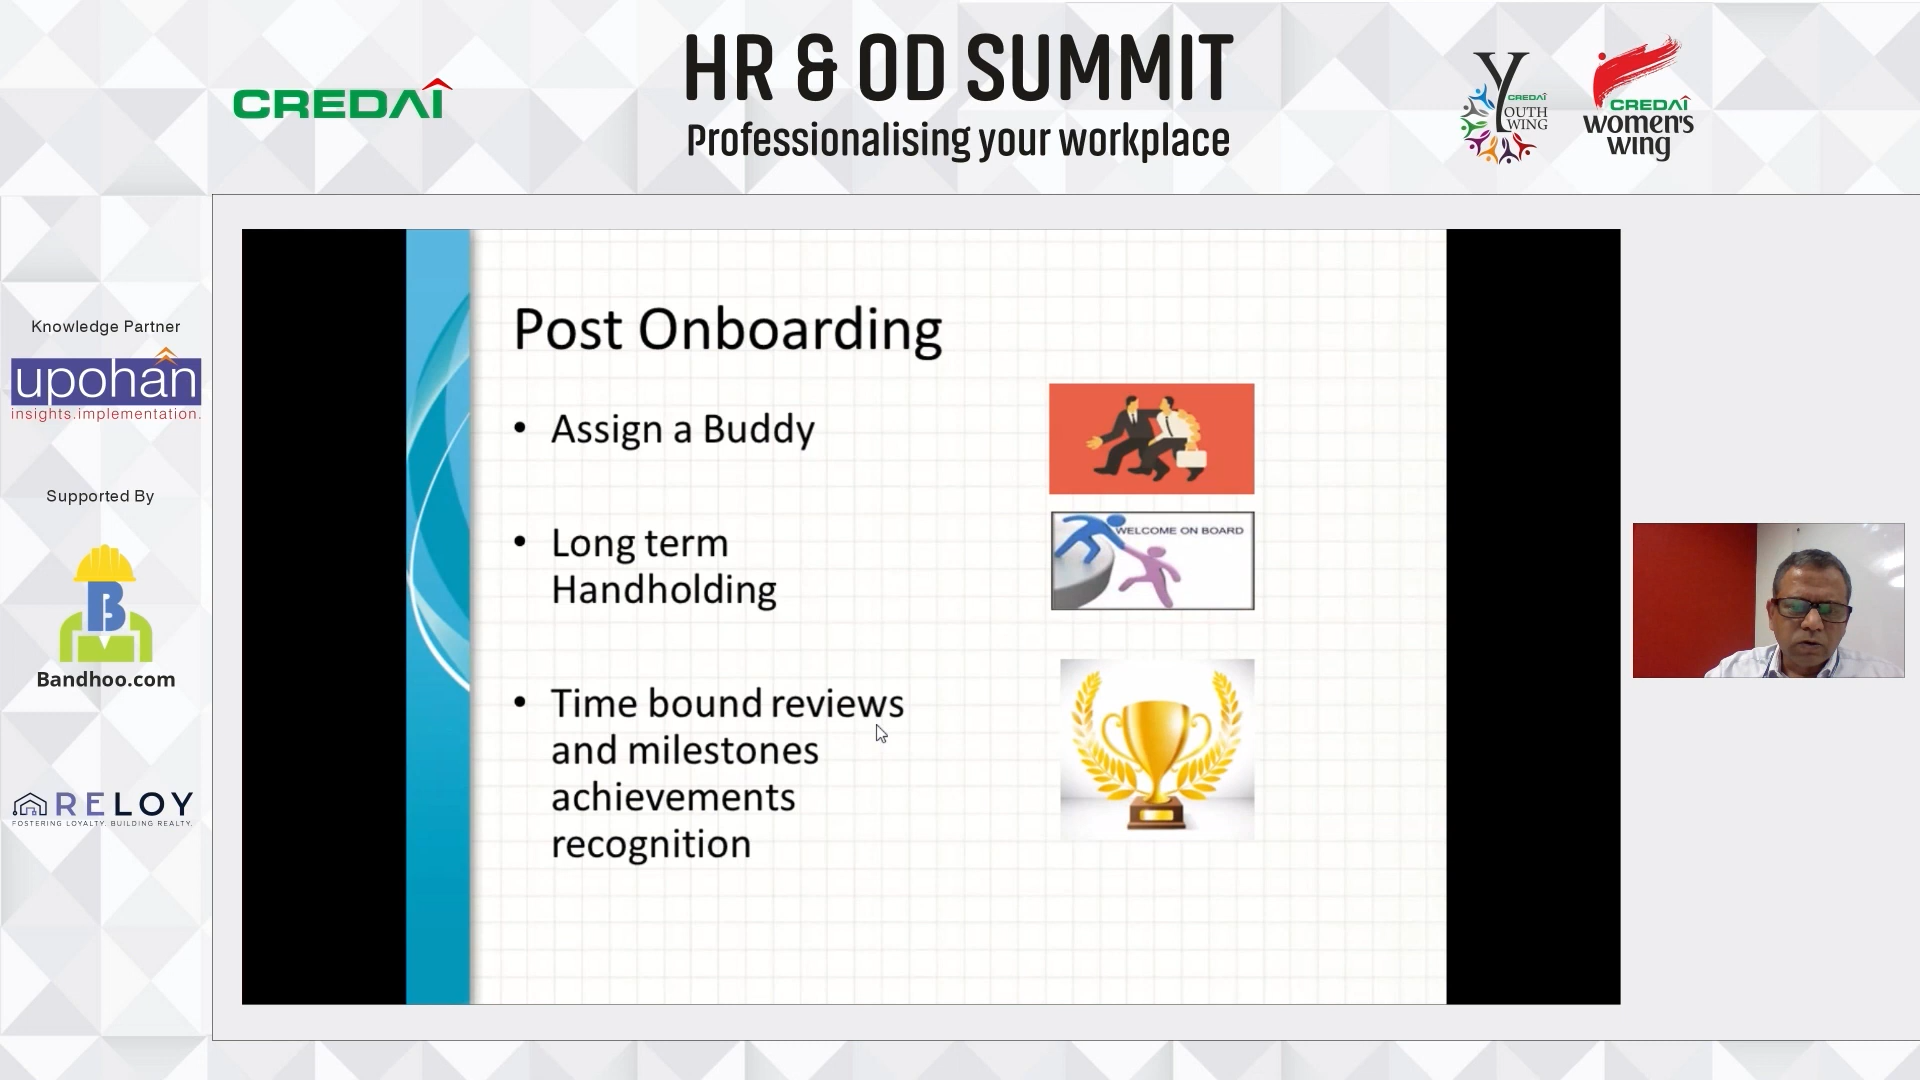 HR & OD SUMMIT
Professionalising your workplace
CREDAI
Y
CREDAI
OUTH
WING
CREDAI
women's
wing
Knowledge Partner
upohan
insights.implementation.
Supported By
B
Bandhoo.com
RELOY
FOSTERING LOYALTY. BUILDING REALTY.
Post Onboarding
• Assign a Buddy
• Long term
Handholding
• Time bound reviews
and milestones
achievements
recognition
WELCOME ON BOARD